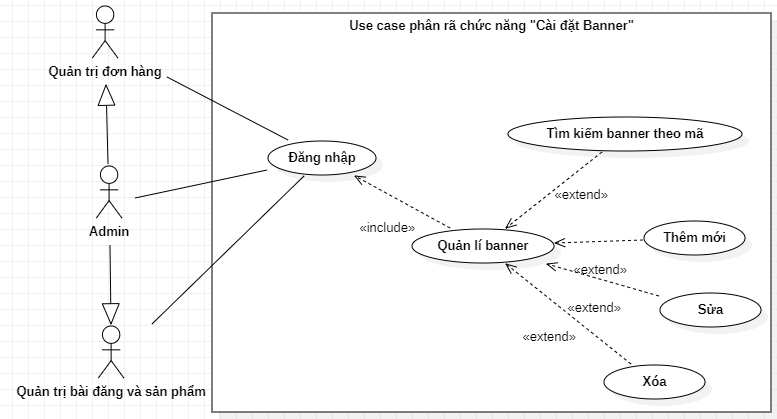 Use case phân rã chức năng "Cài đặt Banner"
Quản trị đơn hàng
Tìm kiếm banner theo mã
Đăng nhập
«extend»
Admin
«include»
Quản lí banner
Thêm mới
«extend»
«extend»
Sửa
«extend»
Xóa
Quản trị bài đăng và sản phẩm